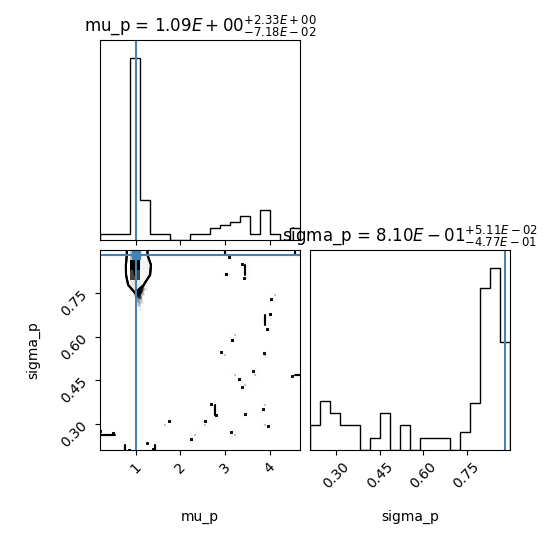 mu_p = 1.09E + 00+2.33E + 00 −7.18E − 02
sigma_p = 8.10E − 01+5.11E − 02 −4.77E − 01
sigma_p
0.75
0.60
0.45
0.30
1 2 3 4
0.30 0.45 0.60 0.75
mu_p
sigma_p